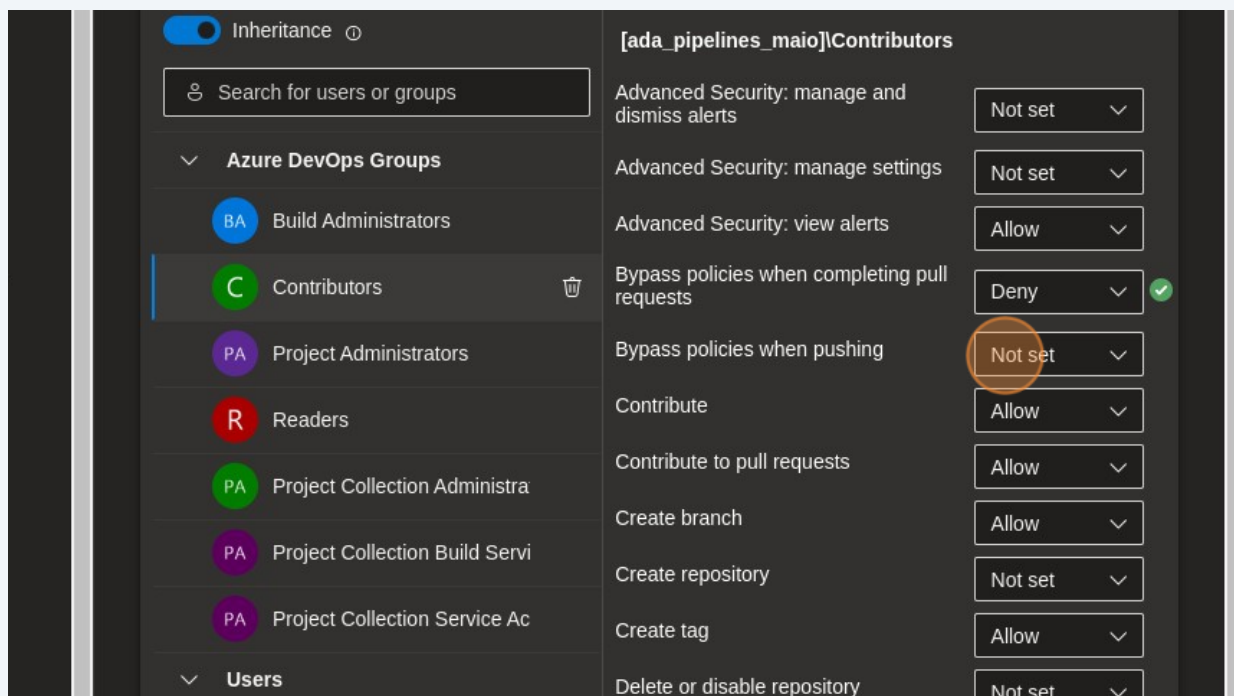 Inheritance
Search for users or groups
Azure DevOps Groups
BA Build Administrators
C Contributors
PA Project Administrators
R Readers
PA Project Collection Administra
PA Project Collection Build Servi
PA Project Collection Service Ac
Users
[ada_pipelines_maio]\Contributors
Advanced Security: manage and
dismiss alerts
Not set
Advanced Security: manage settings
Not set
Advanced Security: view alerts
Allow
Bypass policies when completing pull
requests
Deny
Bypass policies when pushing
Not set
Contribute
Allow
Contribute to pull requests
Allow
Create branch
Allow
Create repository
Not set
Create tag
Allow
Delete or disable repository
Not set